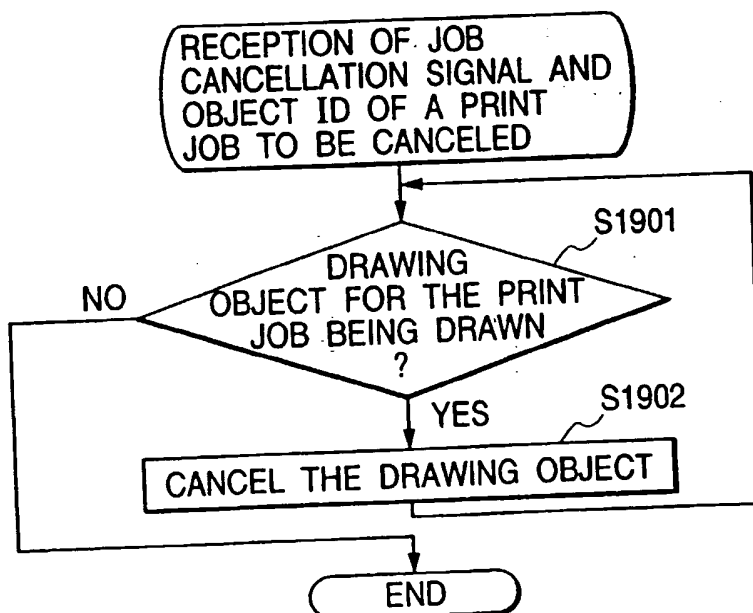 RECEPTION OF JOB
CANCELLATION SIGNAL AND
OBJECT ID OF A PRINT
JOB TO BE CANCELED
S1901
DRAWING
NO
OBJECT FOR THE PRINT
JOB BEING DRAWN
?
YES
S1902
CANCEL THE DRAWING OBJECT
END